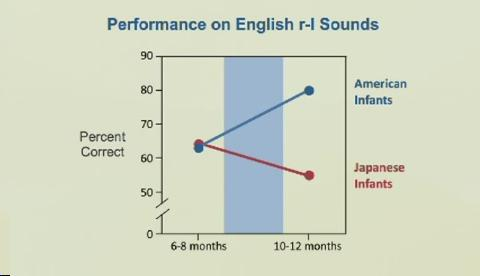 Performance on English r-l Sounds
90
80
70
60
50
0
Percent
Correct
American
Infants
Japanese
Infants
6-8 months
10-12 months